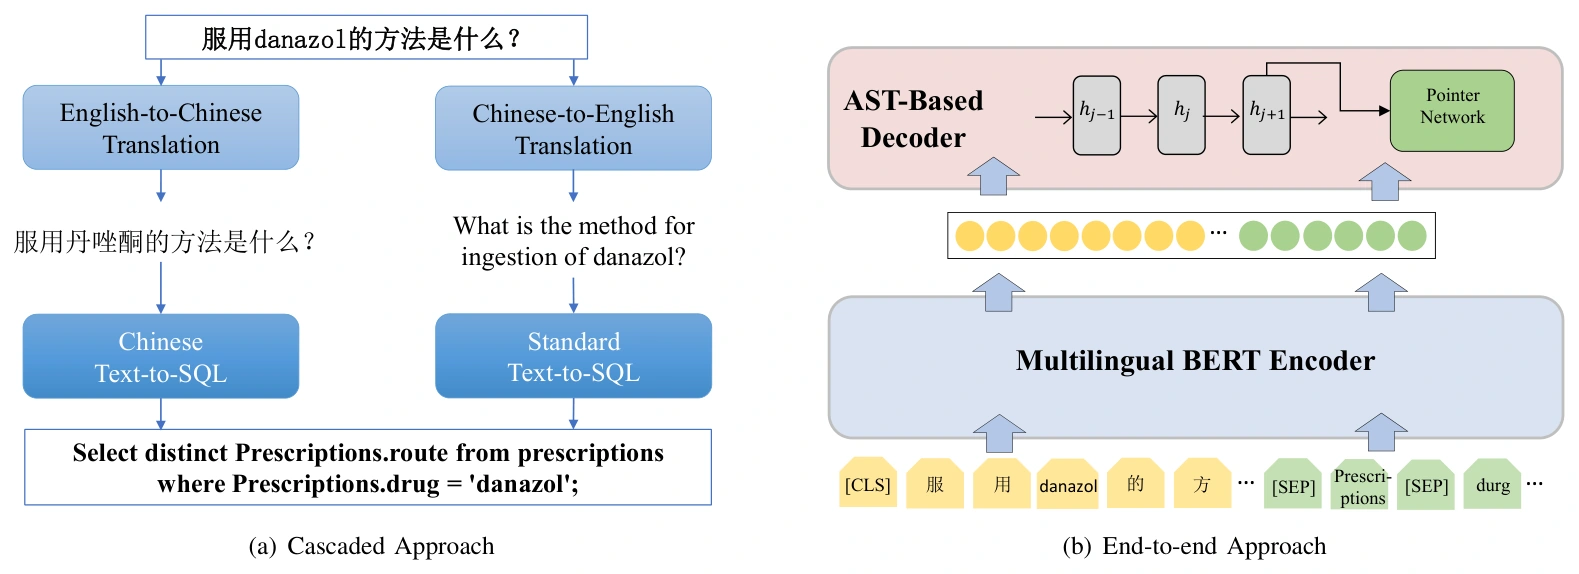 服用danazol的方法是什么？
English-to-Chinese
Translation
Chinese-to-English
Translation
服用丹唑酮的方法是什么？
What is the method for
ingestion of danazol?
Chinese
Text-to-SQL
Standard
Text-to-SQL
Select distinct Prescriptions.route from prescriptions
where Prescriptions.drug = 'danazol';
(a) Cascaded Approach
AST-Based
Decoder
h_{j-1}
h_j
h_{j+1}
Pointer
Network
...
Multilingual BERT Encoder
[CLS] 服 用 danazol 的 方 ... [SEP] Prescri-
ptions [SEP] durg ...
(b) End-to-end Approach